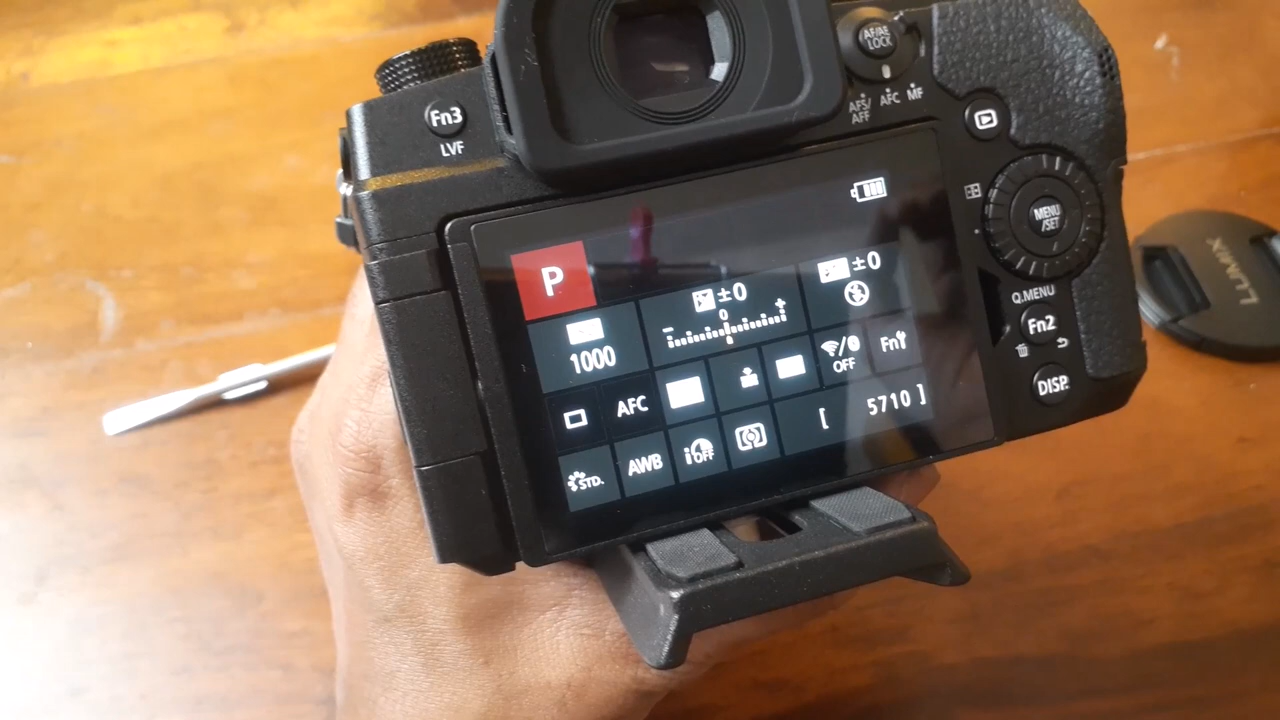 AF/AE
LOCK
AFS/
AFF
AFC
MF
Fn3
LVF
MENU
/SET
P
±0
±0
0
1000
AFC
OFF
Fn
[ 5710 ]
STD.
AWB
i OFF
Q.MENU
Fn2
DISP.
LUMIX